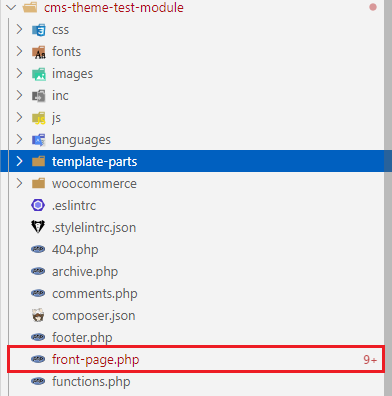 cms-theme-test-module
css
fonts
images
inc
js
languages
template-parts
woocommerce
.eslintrc
.stylelintrc.json
404.php
archive.php
comments.php
composer.json
footer.php
front-page.php 9+
functions.php